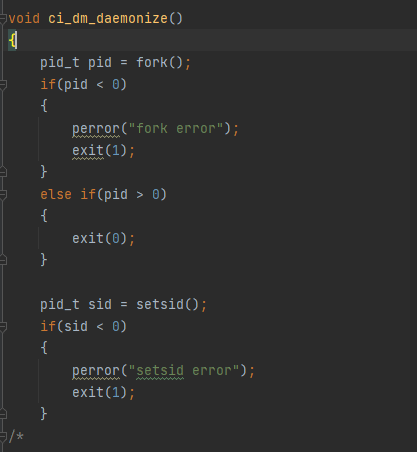 void ci_dm_daemonize()
{
    pid_t pid = fork();
    if(pid < 0)
    {
        perror("fork error");
        exit(1);
    }
    else if(pid > 0)
    {
        exit(0);
    }

    pid_t sid = setsid();
    if(sid < 0)
    {
        perror("setsid error");
        exit(1);
    }
/*